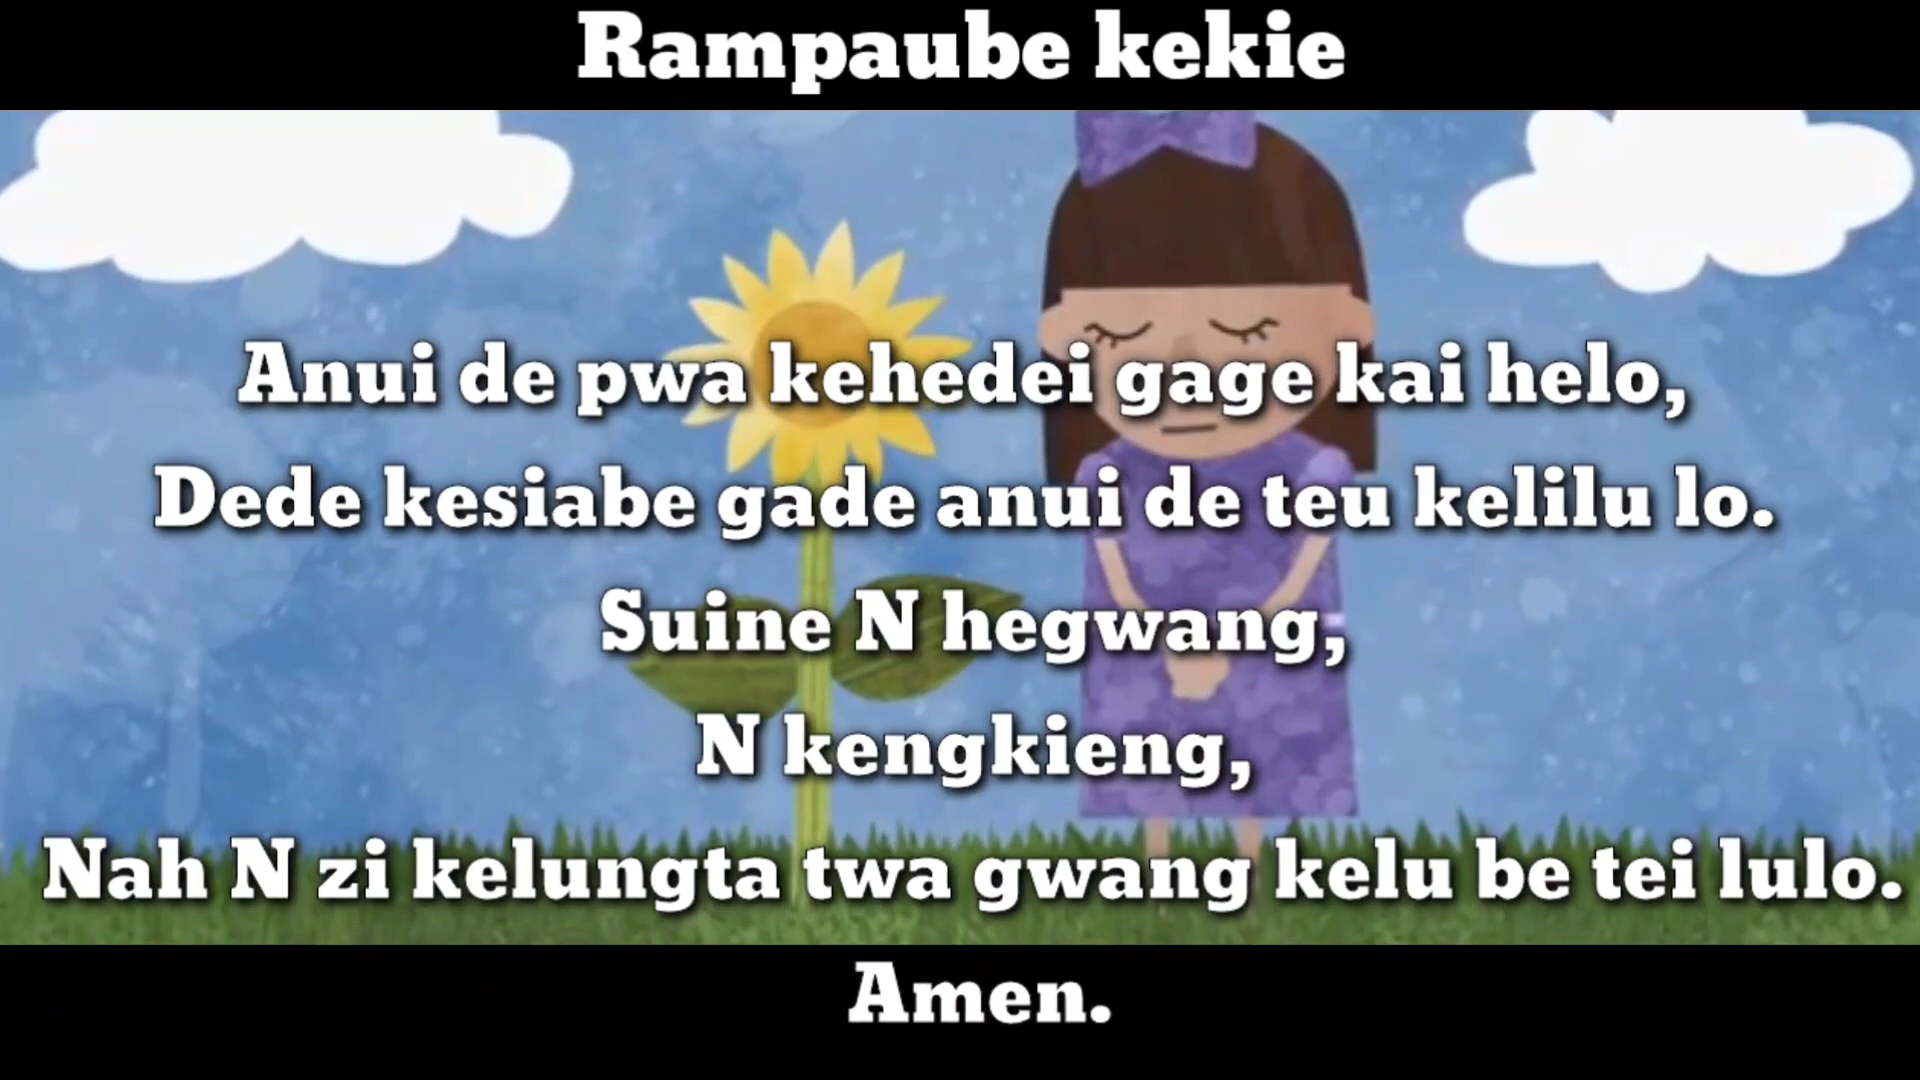 Rampaube kekie
Anui de pwa kehedei gage kai helo,
Dede kesiabe gade anui de teu kelilu lo.
Suine N hegwang,
N kengkieng,
Nah N zi kelungta twa gwang kelu be tei lulo.
Amen.